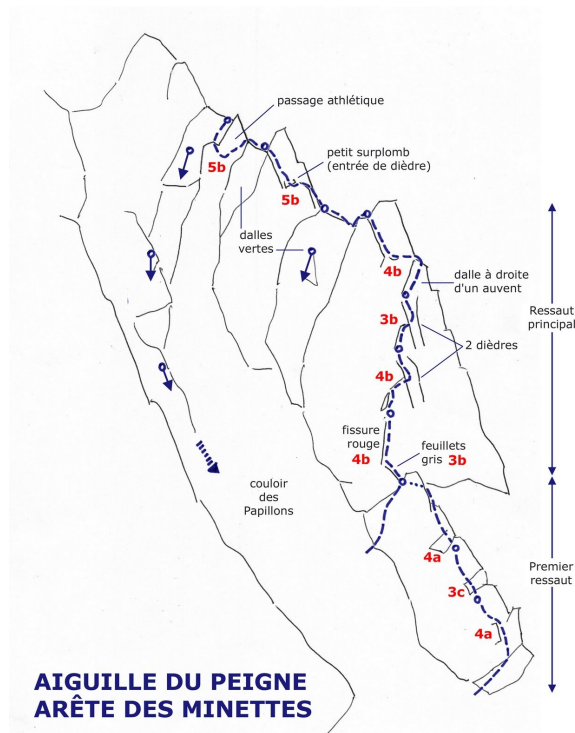 passage athlétique
petit surplomb
(entrée de dièdre)
5b
5b
dalles
vertes
4b
dalle à droite
d'un auvent
3b
Ressaut
principal
2 dièdres
4b
fissure
rouge
4b
feuillets
gris 3b
couloir
des
Papillons
4a
Premier
ressaut
3c
4a
AIGUILLE DU PEIGNE
ARÊTE DES MINETTES